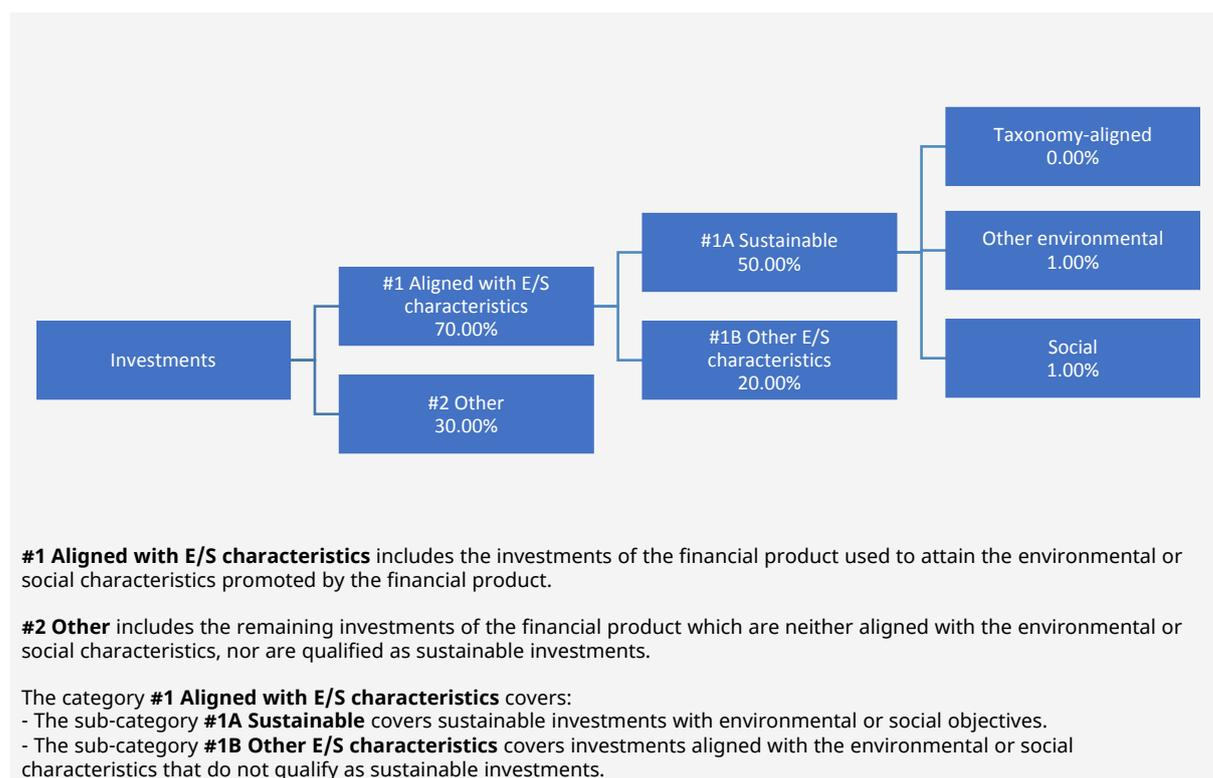 Taxonomy-aligned
0.00%
#1A Sustainable
50.00%
Other environmental
1.00%
#1 Aligned with E/S
characteristics
70.00%
Investments
#1B Other E/S
characteristics
20.00%
Social
1.00%
#2 Other
30.00%
#1 Aligned with E/S characteristics includes the investments of the financial product used to attain the environmental or
social characteristics promoted by the financial product.
#2 Other includes the remaining investments of the financial product which are neither aligned with the environmental or
social characteristics, nor are qualified as sustainable investments.
The category #1 Aligned with E/S characteristics covers:
- The sub-category #1A Sustainable covers sustainable investments with environmental or social objectives.
- The sub-category #1B Other E/S characteristics covers investments aligned with the environmental or social
characteristics that do not qualify as sustainable investments.